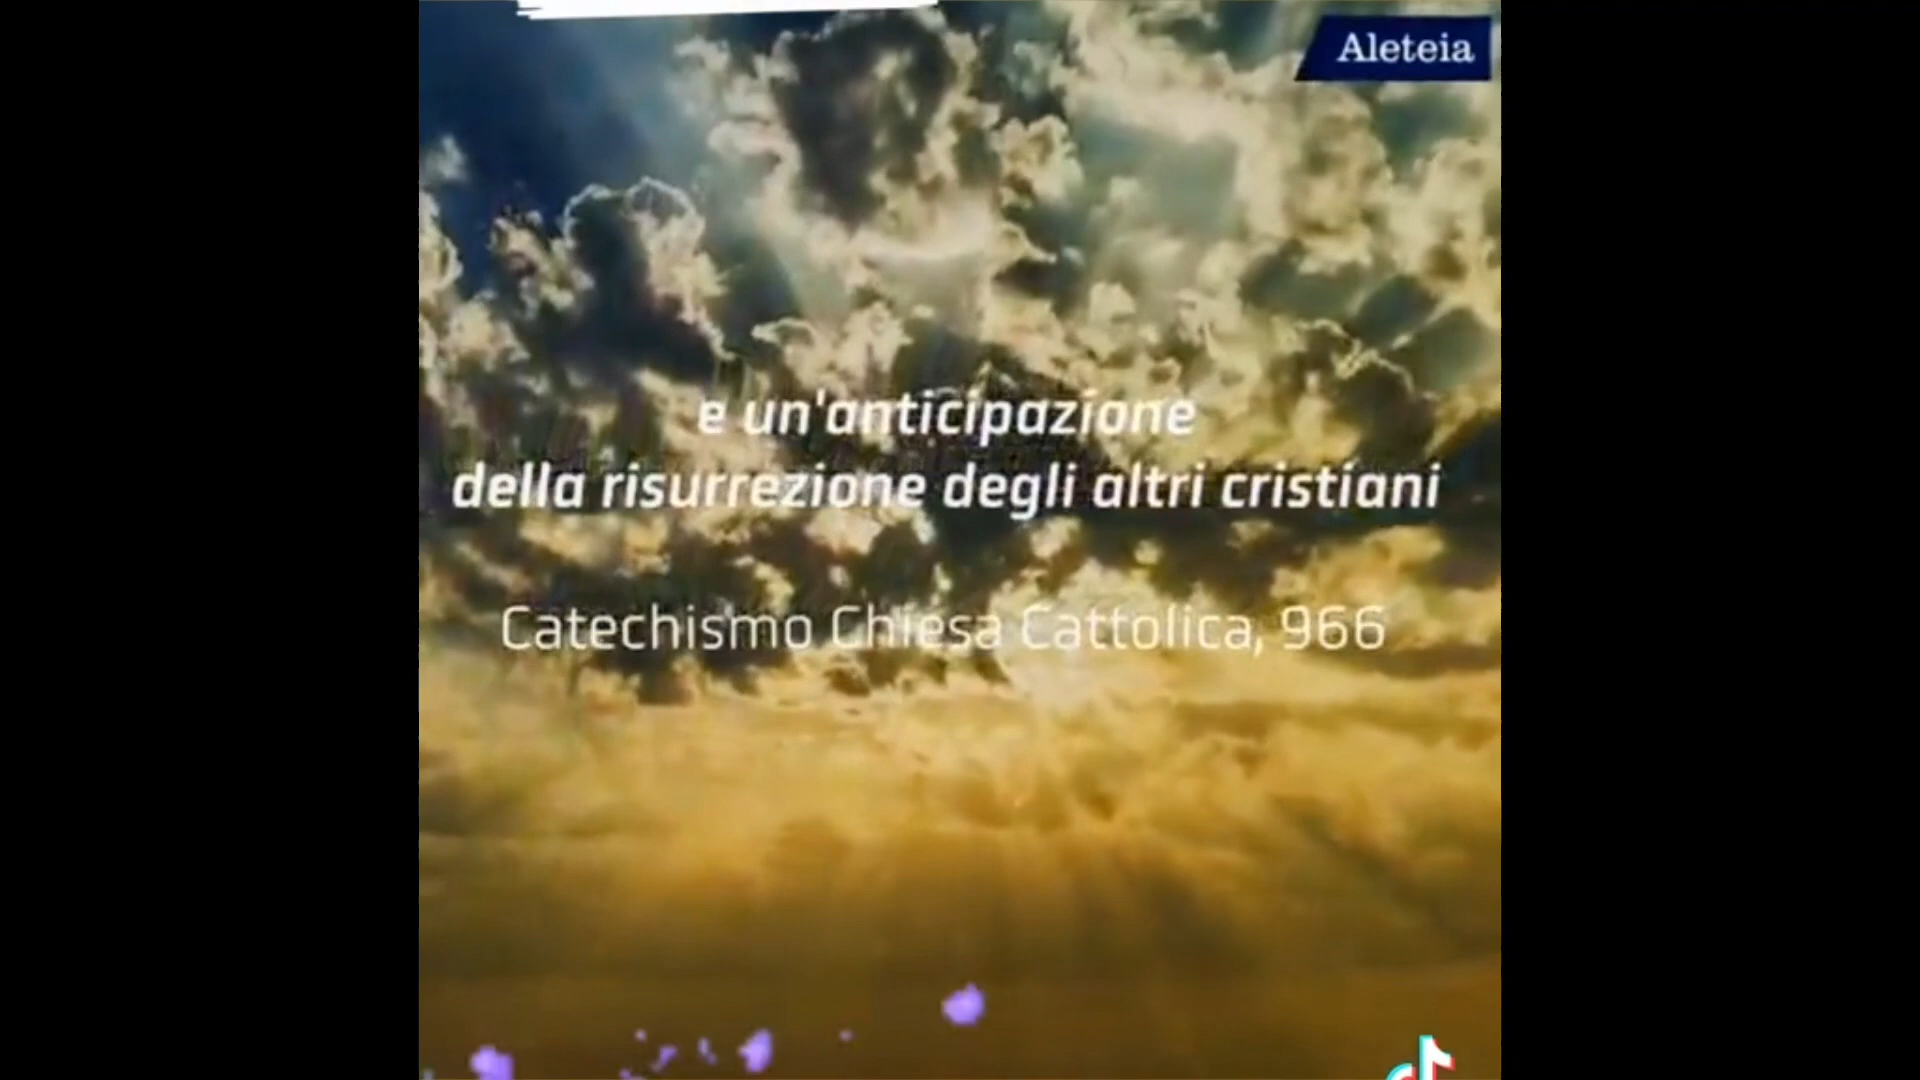 Aleteia
e un'anticipazione
della risurrezione degli altri cristiani
Catechismo Chiesa Cattolica, 966